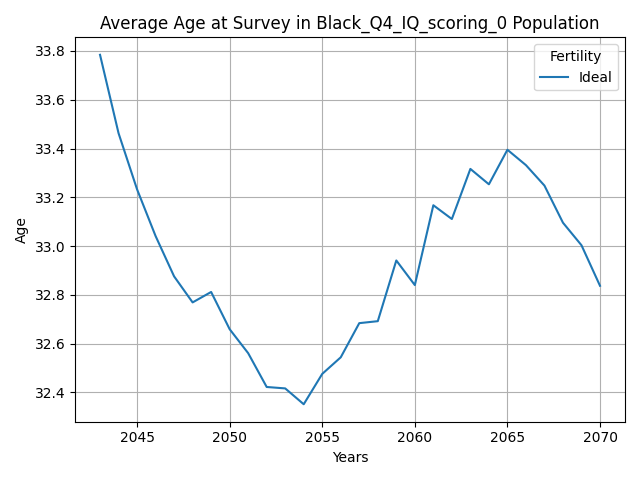 Average Age at Survey in Black_Q4_IQ_scoring_0 Population
Fertility
Ideal
33.8
33.6
33.4
33.2
33.0
32.8
32.6
32.4
Age
2045 2050 2055 2060 2065 2070
Years